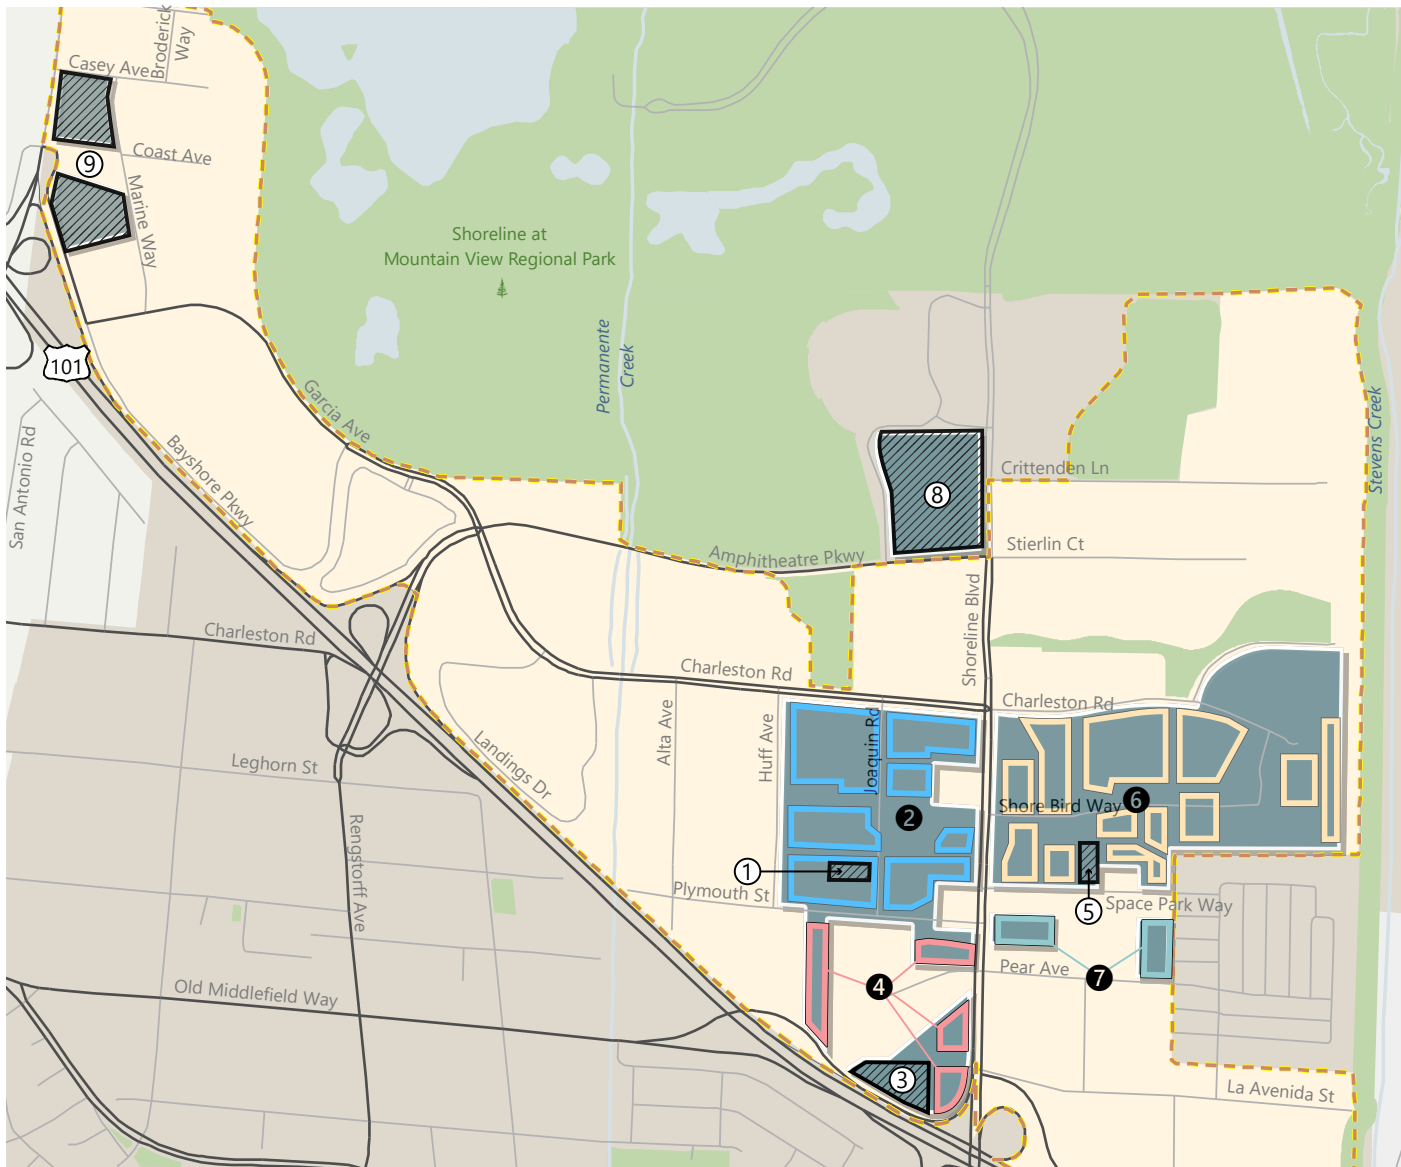 Broderick
Way
Casey Ave
Coast Ave
9
Marine Way
Shoreline at
Mountain View Regional Park
Permanente
Creek
101
Garcia Ave
Stevens Creek
San Antonio Rd
Bayshore Pkwy
Crittenden Ln
8
Stierlin Ct
Amphitheatre Pkwy
Shoreline Blvd
Charleston Rd
Charleston Rd
Charleston Rd
Alta Ave
Huff Ave
Joaquin Rd
Landings Dr
Leghorn St
Shore Bird Way
6
2
Rengstorff Ave
1
Plymouth St
5
Space Park Way
Pear Ave
7
4
Old Middlefield Way
3
La Avenida St